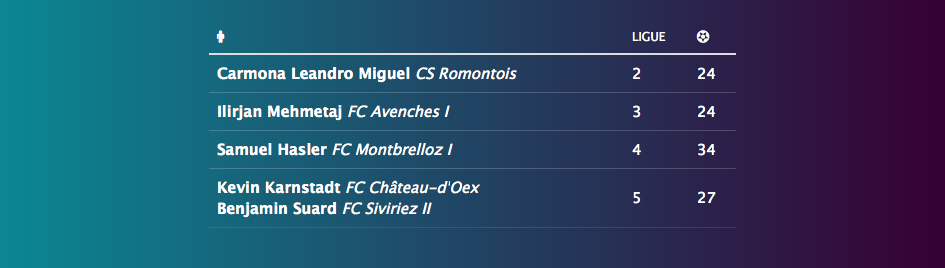 LIGUE
Carmona Leandro Miguel CS Romontois 2 24
Ilirjan Mehmetaj FC Avenches I 3 24
Samuel Hasler FC Montbrelloz I 4 34
Kevin Karnstadt FC Château-d'Oex
Benjamin Suard FC Siviriez II
5 27